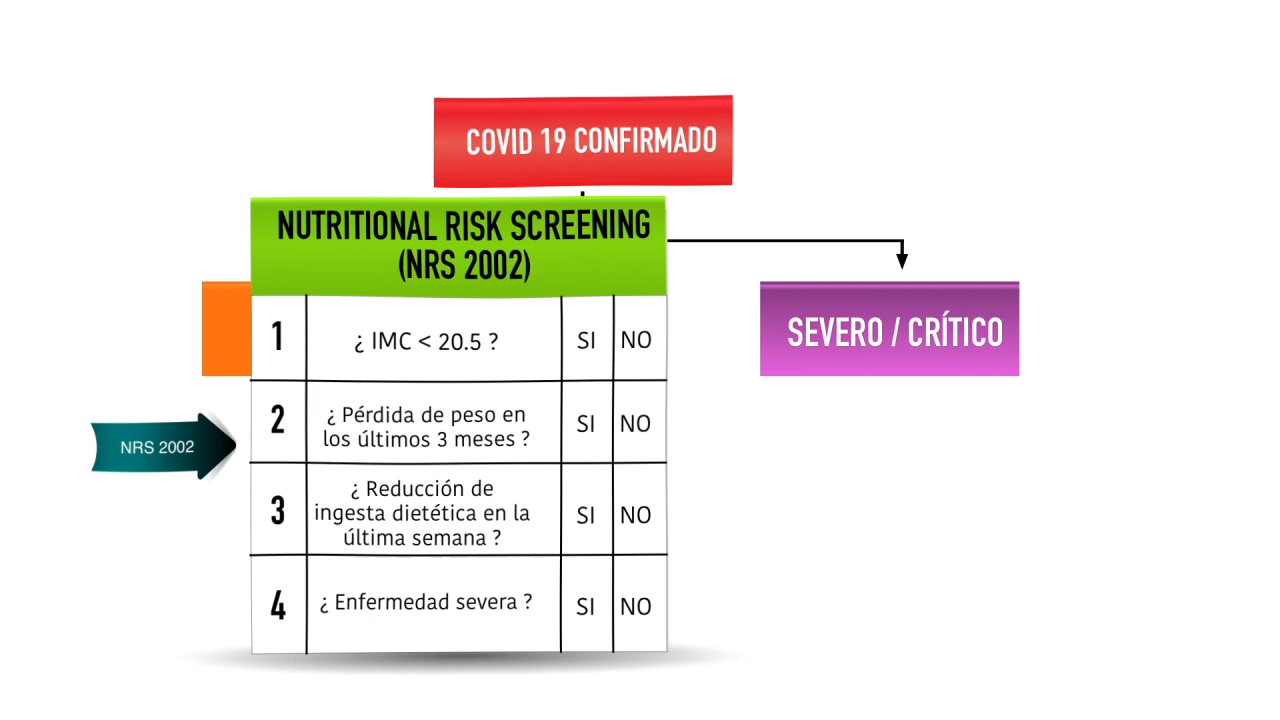 COVID 19 CONFIRMADO
NUTRITIONAL RISK SCREENING
(NRS 2002)
SEVERO / CRÍTICO
NRS 2002
1 ¿ IMC < 20.5 ? SI NO
2 ¿ Pérdida de peso en
los últimos 3 meses ? SI NO
3 ¿ Reducción de
ingesta dietética en la
última semana ? SI NO
4 ¿ Enfermedad severa ? SI NO